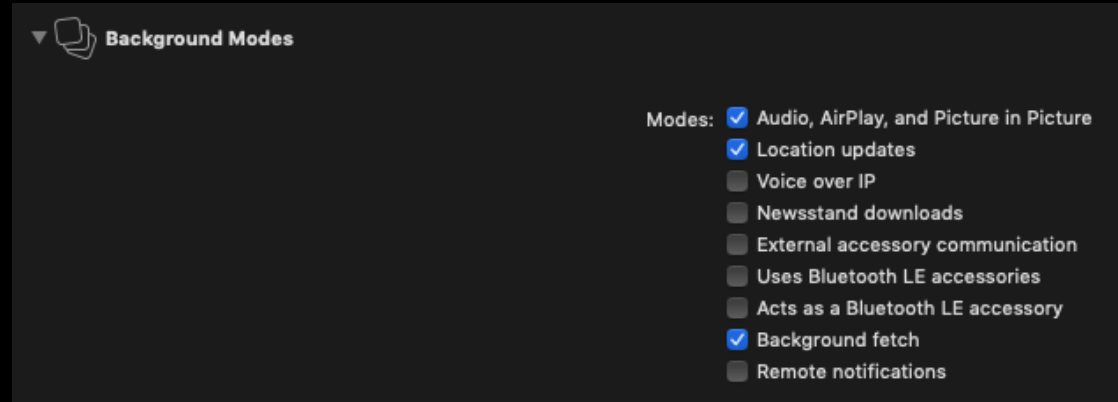 Background Modes
Modes: Audio, AirPlay, and Picture in Picture
Location updates
Voice over IP
Newsstand downloads
External accessory communication
Uses Bluetooth LE accessories
Acts as a Bluetooth LE accessory
Background fetch
Remote notifications